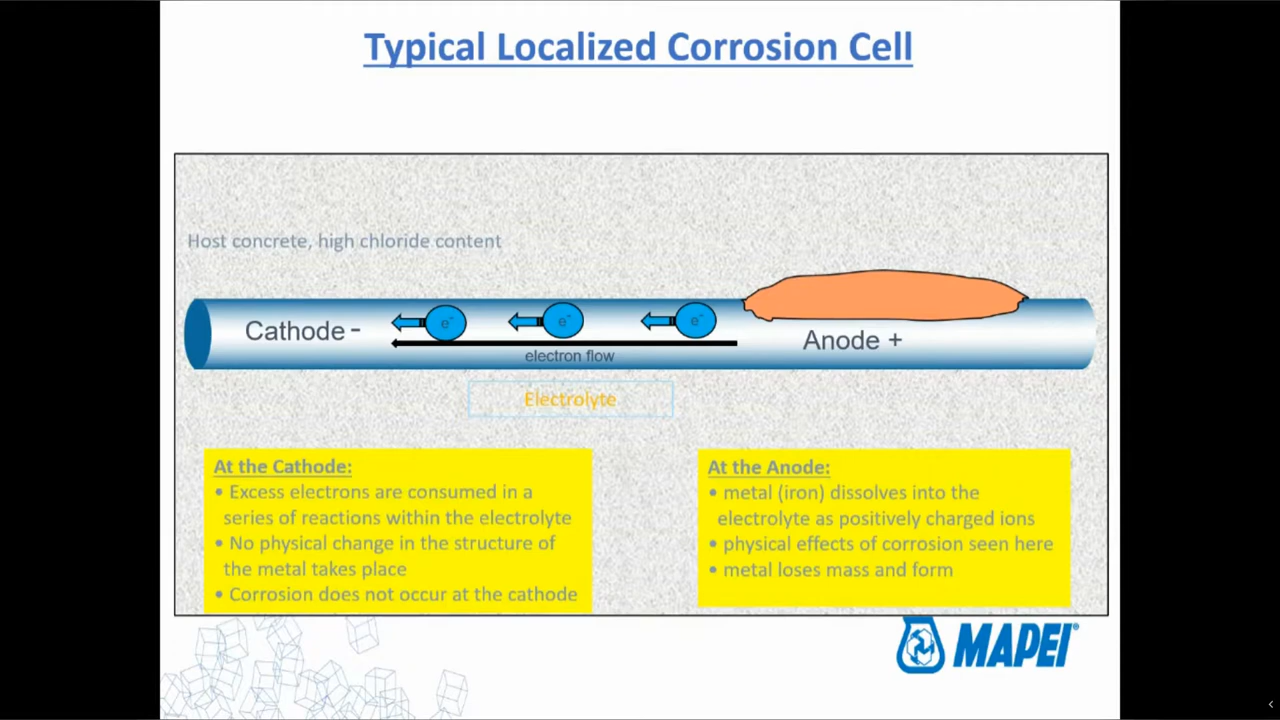 Typical Localized Corrosion Cell
Host concrete, high chloride content
Cathode -
e-
e-
e-
electron flow
Anode +
Electrolyte
At the Cathode:
• Excess electrons are consumed in a
series of reactions within the electrolyte
• No physical change in the structure of
the metal takes place
• Corrosion does not occur at the cathode
At the Anode:
• metal (iron) dissolves into the
electrolyte as positively charged ions
• physical effects of corrosion seen here
• metal loses mass and form
MAPEI®